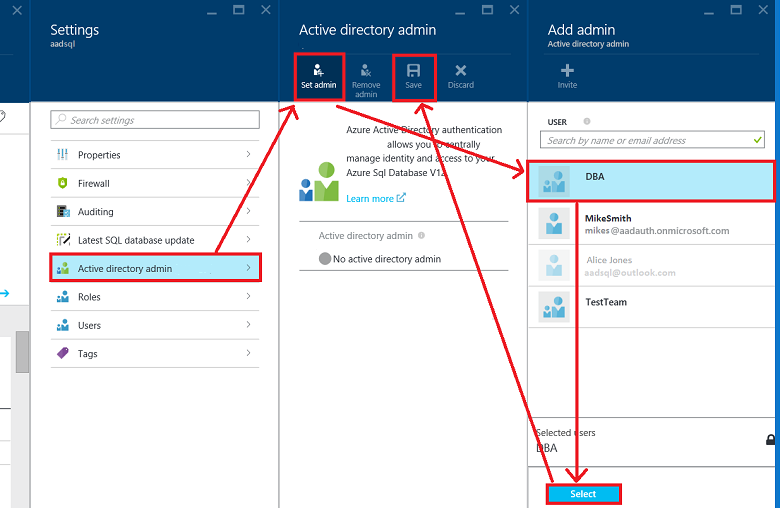 Settings
aadsql
Search settings
Properties
Firewall
Auditing
Latest SQL database update
Active directory admin
Roles
Users
Tags
Active directory admin
Set admin
Remove admin
Save
Discard
Azure Active Directory authentication
allows you to centrally
manage identity and access to your
Azure Sql Database V12.
Learn more
Active directory admin
No active directory admin
Add admin
Active directory admin
Invite
USER
Search by name or email address
DBA
MikeSmith
mikes@aadauth.onmicrosoft.com
Alice Jones
aadsql@outlook.com
TestTeam
Selected users
DBA
Select